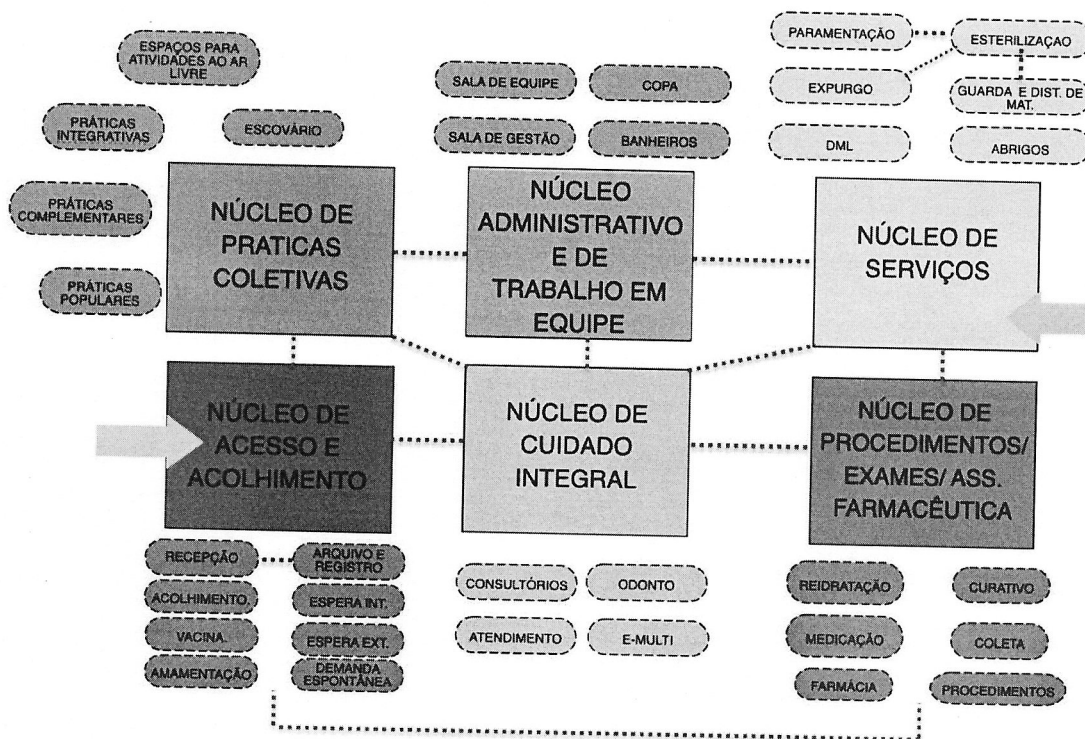 ESPAÇOS PARA
ATIVIDADES AO AR
LIVRE
PRÁTICAS
INTEGRATIVAS
ESCOVÁRIO
PRÁTICAS
COMPLEMENTARES
PRÁTICAS
POPULARES
SALA DE EQUIPE
COPA
SALA DE GESTÃO
BANHEIROS
PARAMENTAÇÃO
ESTERILIZAÇAO
EXPURGO
GUARDA E DIST. DE
MAT.
DML
ABRIGOS
NÚCLEO DE
PRATICAS
COLETIVAS
NÚCLEO
ADMINISTRATIVO
E DE
TRABALHO EM
EQUIPE
NÚCLEO DE
SERVIÇOS
NÚCLEO DE
ACESSO E
ACOLHIMENTO
NÚCLEO DE
CUIDADO
INTEGRAL
NÚCLEO DE
PROCEDIMENTOS/
EXAMES/ ASS.
FARMACÊUTICA
RECEPÇÃO
ARQUIVO E
REGISTRO
ACOLHIMENTO.
ESPERA INT.
VACINA.
ESPERA EXT.
AMAMENTAÇÃO
DEMANDA
ESPONTÂNEA
CONSULTÓRIOS
ODONTO
ATENDIMENTO
E-MULTI
REIDRATAÇÃO
CURATIVO
MEDICAÇÃO
COLETA
FARMÁCIA
PROCEDIMENTOS